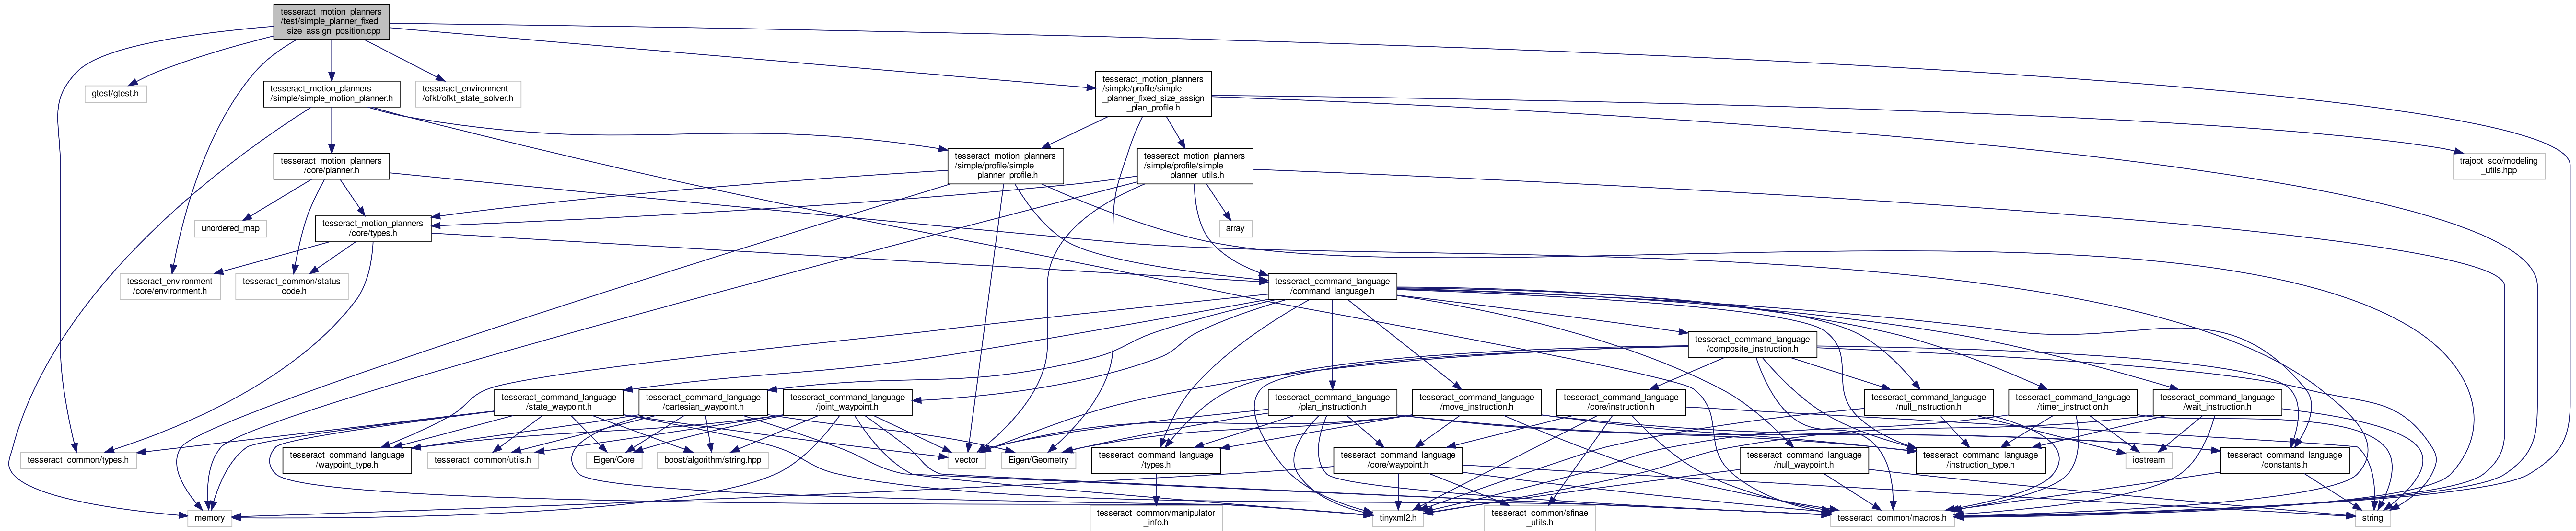 tesseract_motion_planners
/test/simple_planner_fixed
_size_assign_position.cpp
gtest/gtest.h
tesseract_motion_planners
/simple/simple_motion_planner.h
tesseract_environment
/ofkt/ofkt_state_solver.h
tesseract_motion_planners
/simple/profile/simple
_planner_fixed_size_assign
_plan_profile.h
tesseract_motion_planners
/core/planner.h
tesseract_motion_planners
/simple/profile/simple
_planner_profile.h
tesseract_motion_planners
/simple/profile/simple
_planner_utils.h
trajopt_sco/modeling
_utils.hpp
unordered_map
tesseract_motion_planners
/core/types.h
array
tesseract_environment
/core/environment.h
tesseract_common/status
_code.h
tesseract_command_language
/command_language.h
tesseract_command_language
/composite_instruction.h
tesseract_command_language
/state_waypoint.h
tesseract_command_language
/cartesian_waypoint.h
tesseract_command_language
/joint_waypoint.h
tesseract_command_language
/plan_instruction.h
tesseract_command_language
/move_instruction.h
tesseract_command_language
/core/instruction.h
tesseract_command_language
/null_instruction.h
tesseract_command_language
/timer_instruction.h
tesseract_command_language
/wait_instruction.h
tesseract_common/types.h
tesseract_command_language
/waypoint_type.h
tesseract_common/utils.h
Eigen/Core
boost/algorithm/string.hpp
vector
Eigen/Geometry
tesseract_command_language
/types.h
tesseract_command_language
/core/waypoint.h
tesseract_command_language
/null_waypoint.h
tesseract_command_language
/instruction_type.h
iostream
tesseract_command_language
/constants.h
memory
tesseract_common/manipulator
_info.h
tinyxml2.h
tesseract_common/sfinae
_utils.h
tesseract_common/macros.h
string